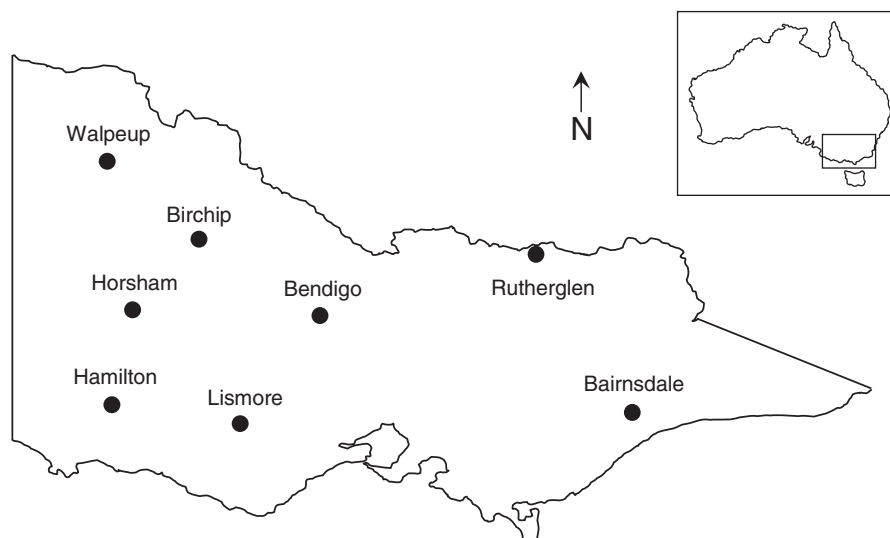 N
Walpeup
Birchip
Horsham
Bendigo
Rutherglen
Hamilton
Lismore
Bairnsdale